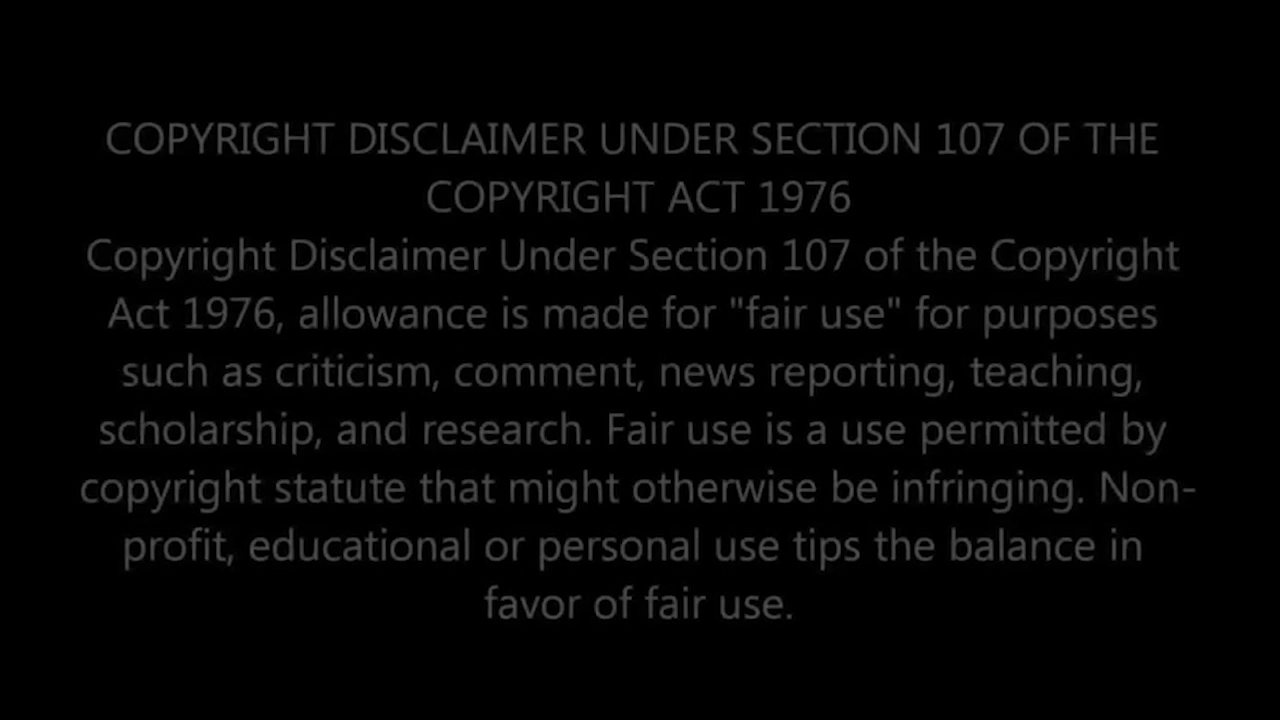 COPYRIGHT DISCLAIMER UNDER SECTION 107 OF THE
COPYRIGHT ACT 1976
Copyright Disclaimer Under Section 107 of the Copyright
Act 1976, allowance is made for "fair use" for purposes
such as criticism, comment, news reporting, teaching,
scholarship, and research. Fair use is a use permitted by
copyright statute that might otherwise be infringing. Non-
profit, educational or personal use tips the balance in
favor of fair use.